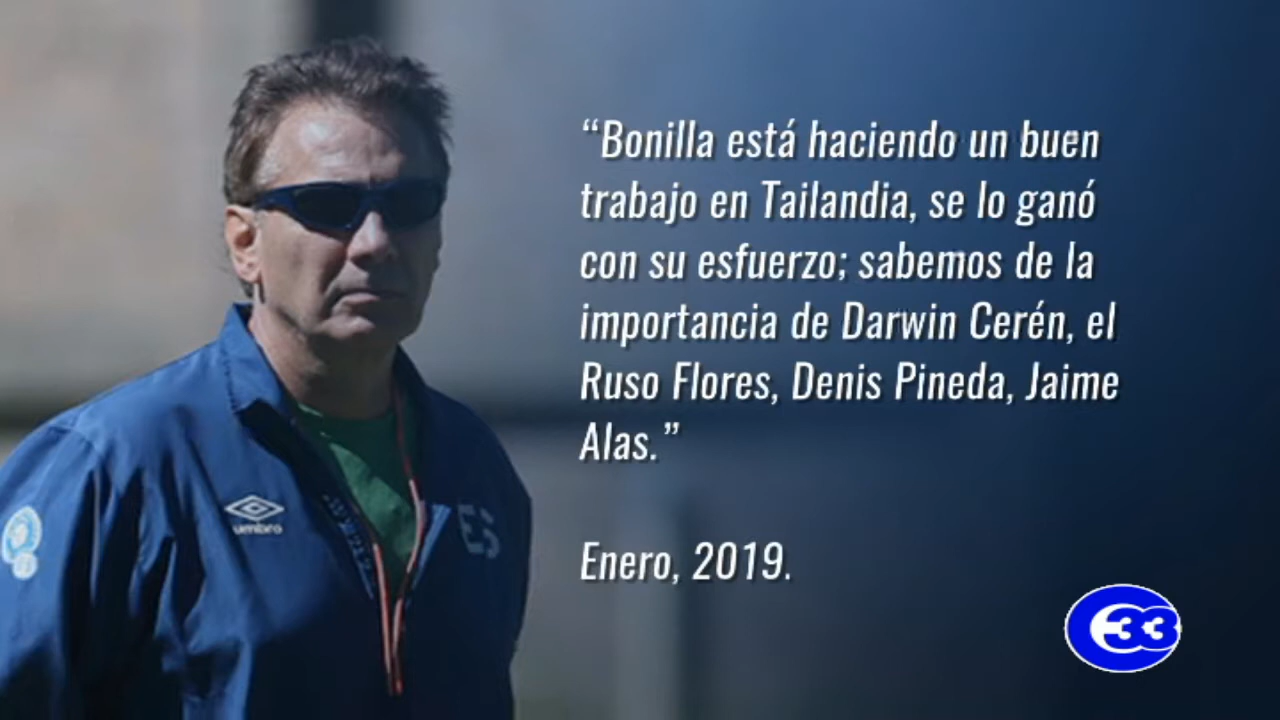 “Bonilla está haciendo un buen
trabajo en Tailandia, se lo ganó
con su esfuerzo; sabemos de la
importancia de Darwin Cerén, el
Ruso Flores, Denis Pineda, Jaime
Alas.”
Enero, 2019.
umbro
ES
33